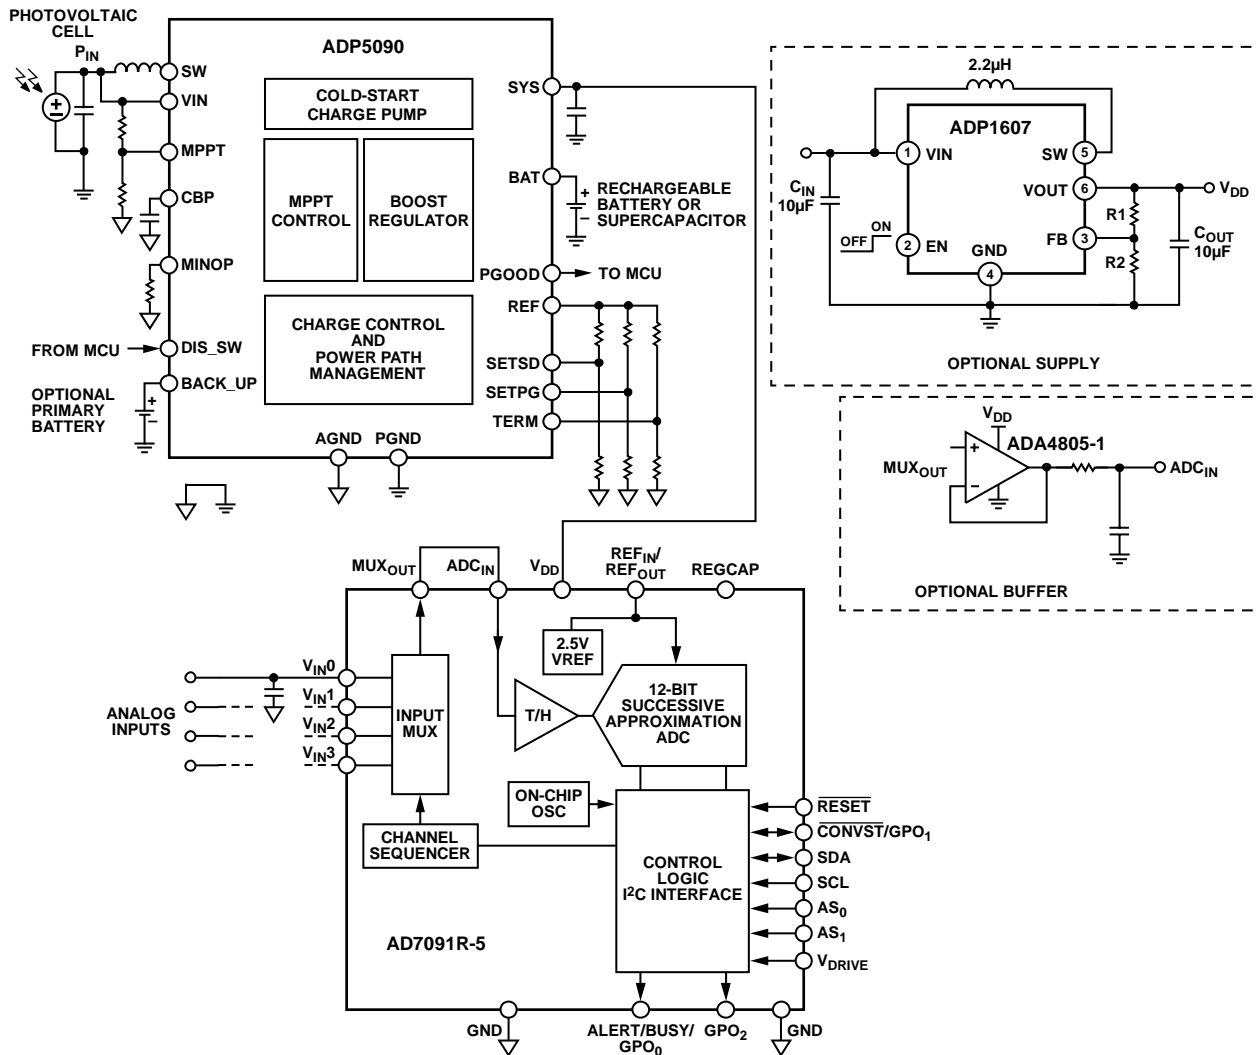 PHOTOVOLTAIC
CELL
PIN
ADP5090
SW
VIN
MPPT
CBP
MINOP
FROM MCU
DIS_SW
BACK_UP
OPTIONAL
PRIMARY
BATTERY
+
–
COLD-START
CHARGE PUMP
MPPT
CONTROL
BOOST
REGULATOR
CHARGE CONTROL
AND
POWER PATH
MANAGEMENT
AGND
PGND
SYS
BAT
+
–
RECHARGEABLE
BATTERY OR
SUPERCAPACITOR
PGOOD
TO MCU
REF
SETSD
SETPG
TERM
2.2µH
ADP1607
1
VIN
SW
5
VOUT
6
VDD
CIN
10µF
R1
OFF
ON
2
EN
FB
3
COUT
10µF
R2
GND
4
OPTIONAL SUPPLY
VDD
ADA4805-1
MUXOUT
+
–
ADCIN
OPTIONAL BUFFER
MUXOUT
ADCIN
VDD
REFIN/
REFOUT
REGCAP
2.5V
VREF
ANALOG
INPUTS
VIN0
VIN1
VIN2
VIN3
INPUT
MUX
T/H
12-BIT
SUCCESSIVE
APPROXIMATION
ADC
ON-CHIP
OSC
CHANNEL
SEQUENCER
CONTROL
LOGIC
I²C INTERFACE
RESET
CONVST/GPO1
SDA
SCL
AS0
AS1
VDRIVE
AD7091R-5
GND
ALERT/BUSY/
GPO0
GPO2
GND